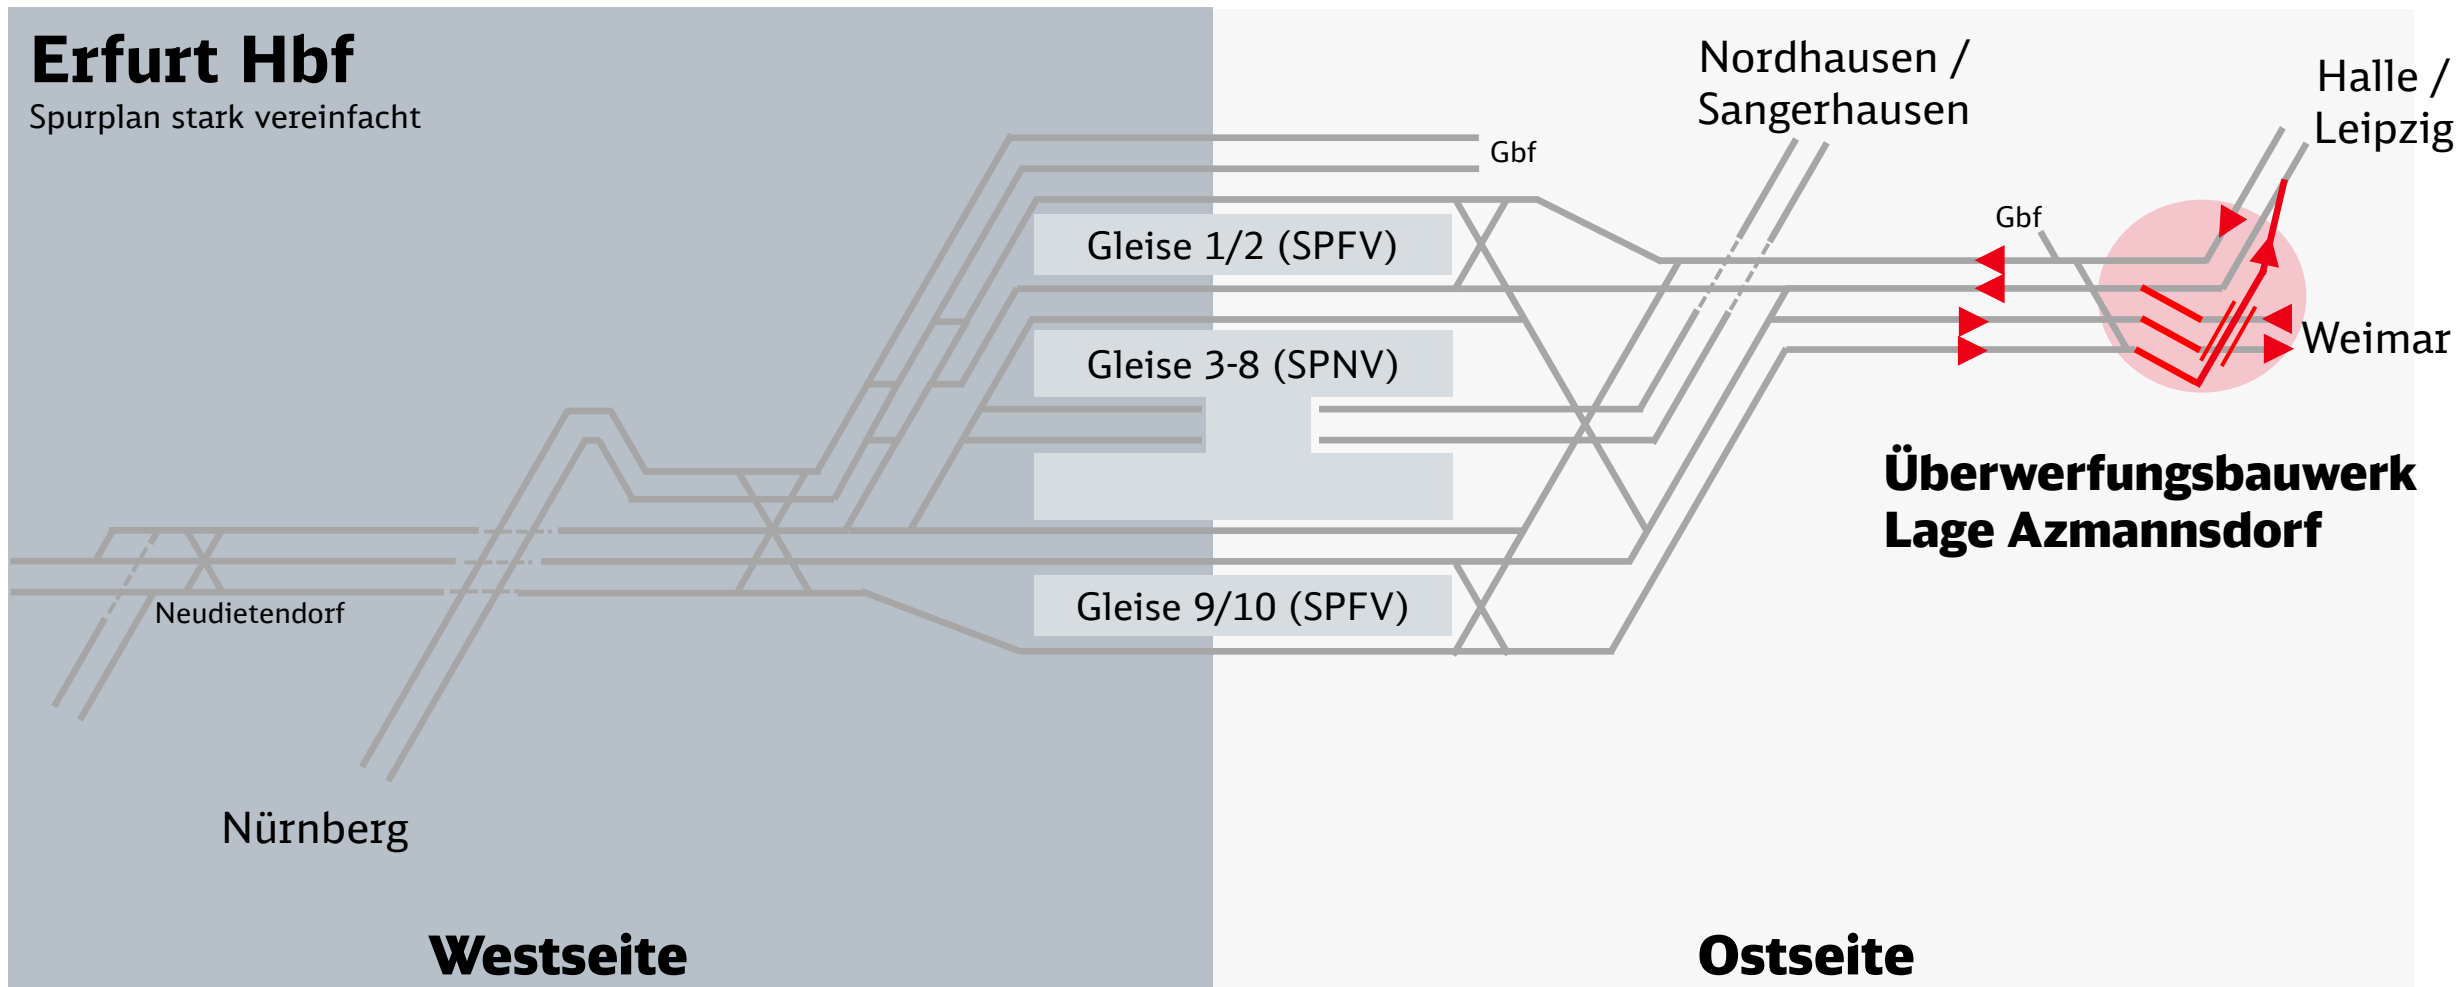 Erfurt Hbf
Spurplan stark vereinfacht
Nordhausen /
Sangerhausen
Halle /
Leipzig
Gbf
Gbf
Gleise 1/2 (SPFV)
Gleise 3-8 (SPNV)
Weimar
Überwerfungsbauwerk
Lage Azmannsdorf
Neudietendorf
Gleise 9/10 (SPFV)
Nürnberg
Westseite
Ostseite